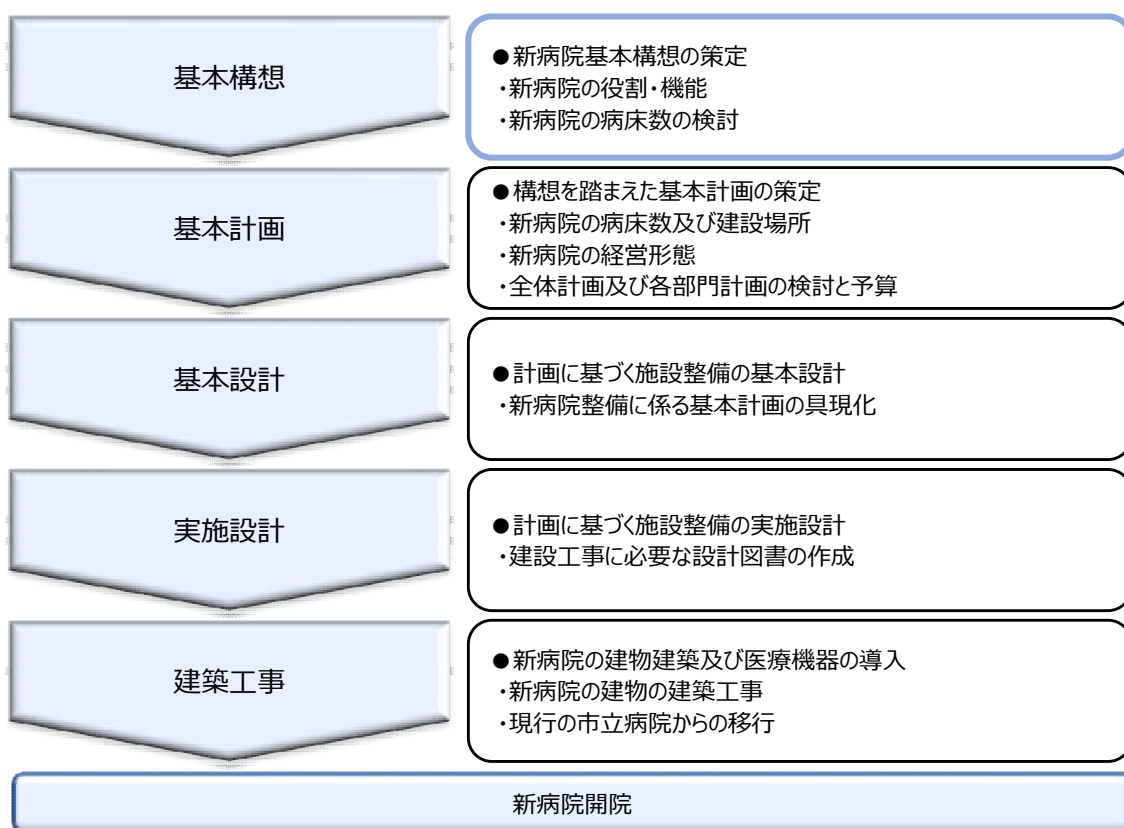 基本構想
●新病院基本構想の策定
・新病院の役割・機能
・新病院の病床数の検討
基本計画
●構想を踏まえた基本計画の策定
・新病院の病床数及び建設場所
・新病院の経営形態
・全体計画及び各部門計画の検討と予算
基本設計
●計画に基づく施設整備の基本設計
・新病院整備に係る基本計画の具現化
実施設計
●計画に基づく施設整備の実施設計
・建設工事に必要な設計図書の作成
建築工事
●新病院の建物建築及び医療機器の導入
・新病院の建物の建築工事
・現行の市立病院からの移行
新病院開院